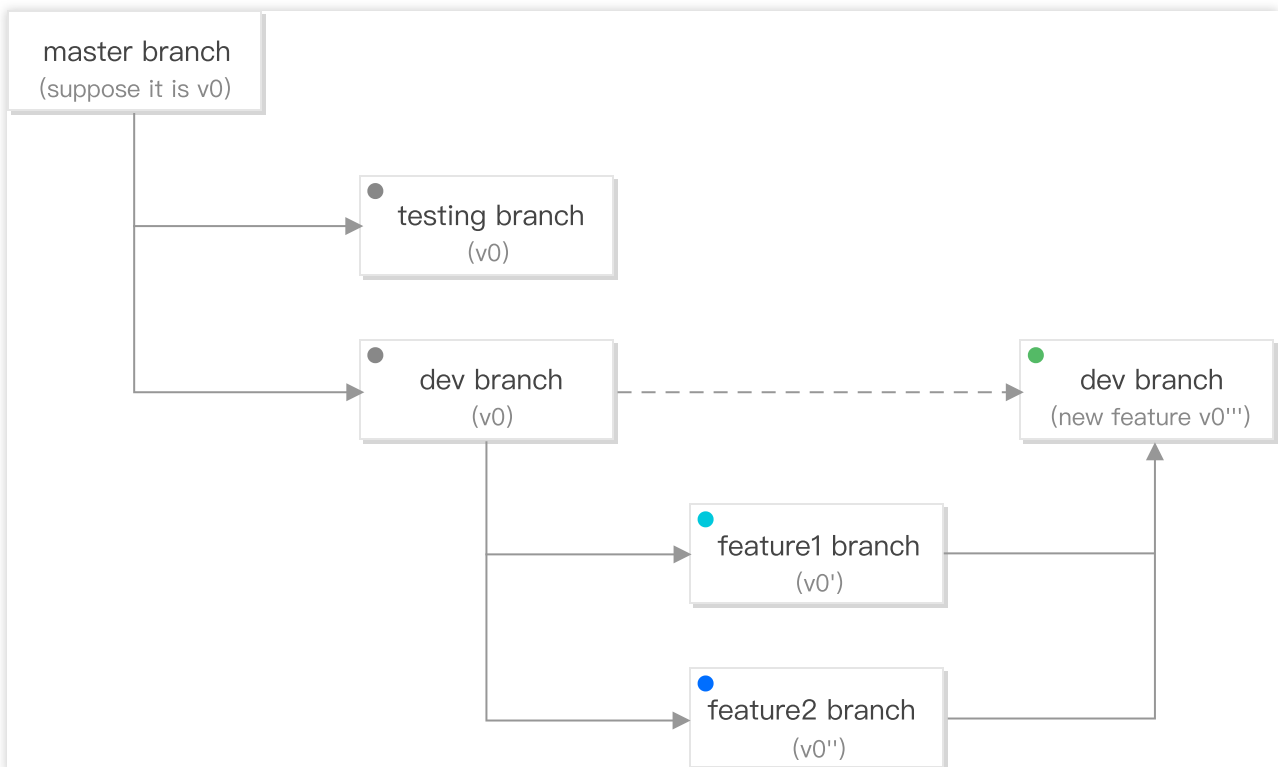 master branch
(suppose it is v0)
testing branch
(v0)
dev branch
(v0)
dev branch
(new feature v0''')
feature1 branch
(v0')
feature2 branch
(v0'')